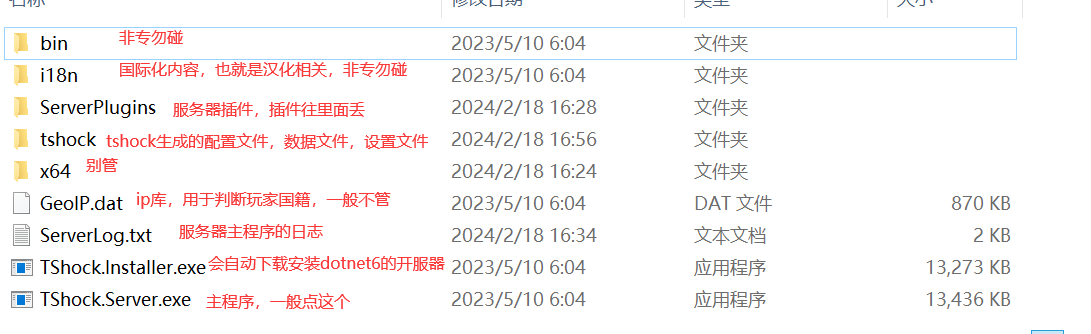 名称 修改日期 类型 大小
bin 非专勿碰 2023/5/10 6:04 文件夹
i18n 国际化内容，也就是汉化相关，非专勿碰 2023/5/10 6:04 文件夹
ServerPlugins 服务器插件，插件往里面丢 2024/2/18 16:28 文件夹
tshock tshock生成的配置文件，数据文件，设置文件 2024/2/18 16:56 文件夹
x64 别管 2024/2/18 16:24 文件夹
GeoIP.dat ip库，用于判断玩家国籍，一般不管 2023/5/10 6:04 DAT 文件 870 KB
ServerLog.txt 服务器主程序的日志 2024/2/18 16:34 文本文档 2 KB
TShock.Installer.exe 会自动下载安装dotnet6的开服器 2023/5/10 6:04 应用程序 13,273 KB
TShock.Server.exe 主程序，一般点这个 2023/5/10 6:04 应用程序 13,436 KB